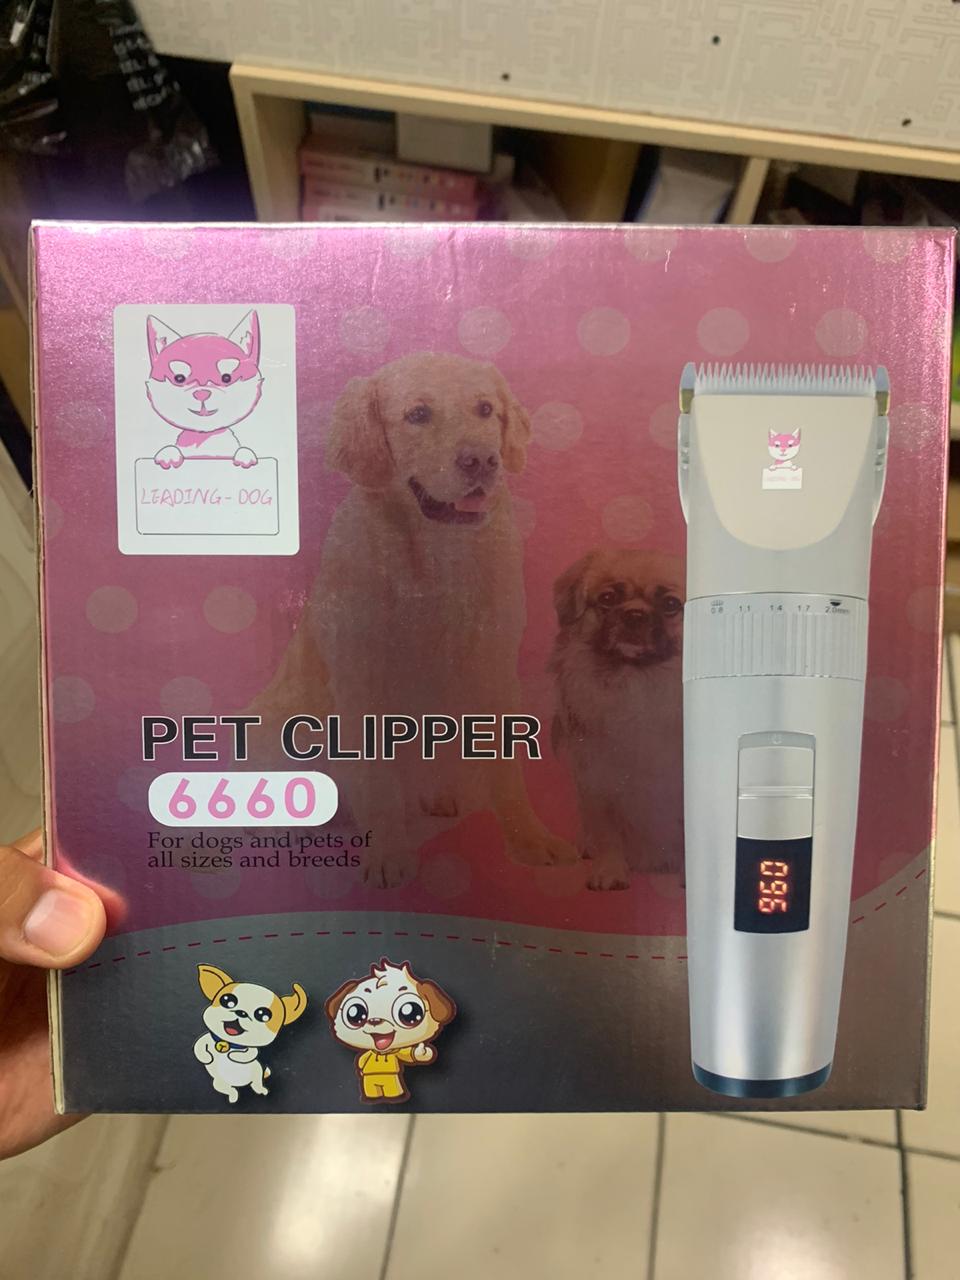 LEADING-DOG
0.8 1.1 1.4 1.7 2.0mm
PET CLIPPER
6660
For dogs and pets of
all sizes and breeds